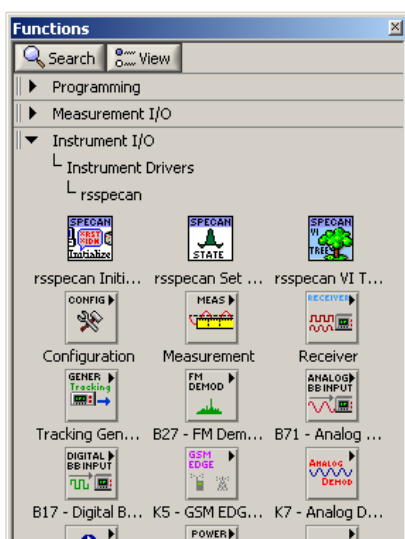 Functions
Search View
Programming
Measurement I/O
Instrument I/O
Instrument Drivers
rsspecan
SPECAN SPECAN SPECAN
*RST VI
*IDN TREE
Initialize STATE
rsspecan Initi... rsspecan Set ... rsspecan VI T...
CONFIG MEAS RECEIVER
Configuration Measurement Receiver
GENER FM ANALOG
Tracking DEMOD BB INPUT
Tracking Gen... B27 - FM Dem... B71 - Analog ...
DIGITAL GSM ANALOG
BB INPUT EDGE DEMOD
B17 - Digital B... K5 - GSM EDG... K7 - Analog D...
POWER